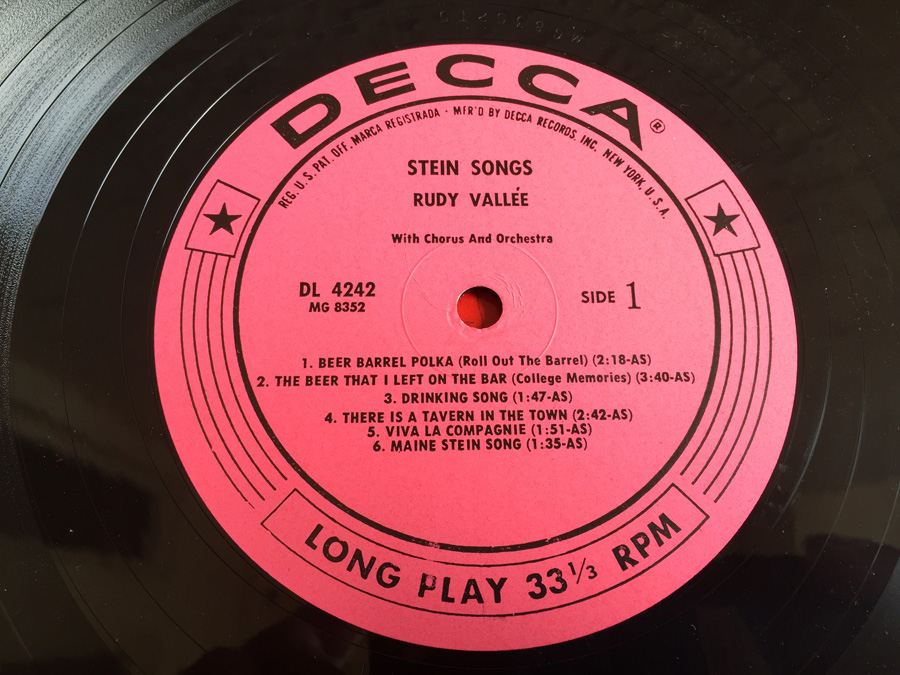 DECCA®
REG. U.S. PAT. OFF. MARCA REGISTRADA · MFR'D BY DECCA RECORDS, INC. NEW YORK, U.S.A.
STEIN SONGS
RUDY VALLÉE
With Chorus And Orchestra
DL 4242
MG 8352
SIDE 1
1. BEER BARREL POLKA (Roll Out The Barrel) (2:18-AS)
2. THE BEER THAT I LEFT ON THE BAR (College Memories) (3:40-AS)
3. DRINKING SONG (1:47-AS)
4. THERE IS A TAVERN IN THE TOWN (2:42-AS)
5. VIVA LA COMPAGNIE (1:51-AS)
6. MAINE STEIN SONG (1:35-AS)
LONG PLAY 33⅓ RPM